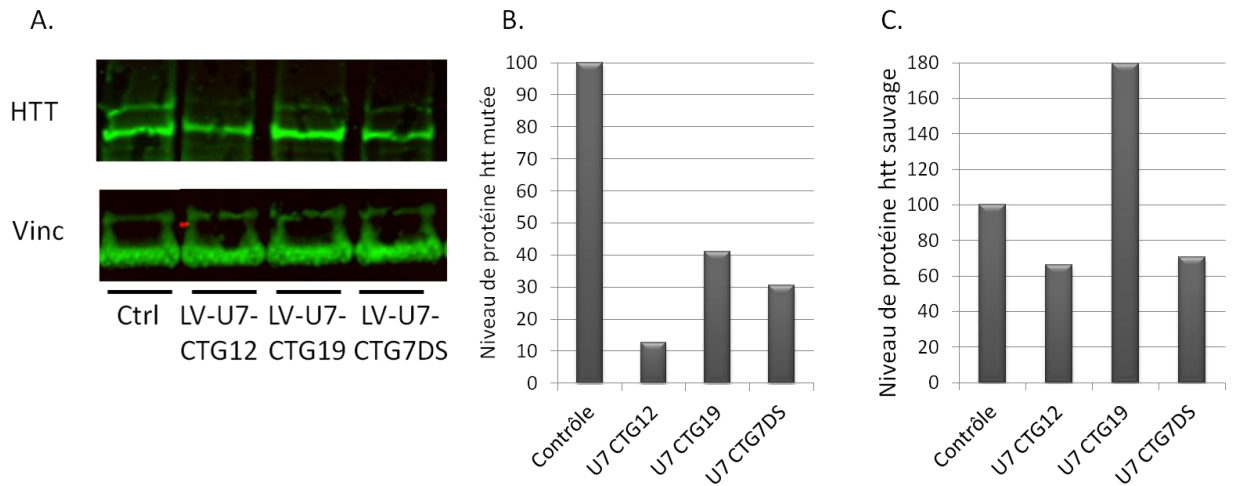 A.
HTT
Vinc
Ctrl
LV-U7-
CTG12
LV-U7-
CTG19
LV-U7-
CTG7DS
B.
Niveau de protéine htt mutée
100
90
80
70
60
50
40
30
20
10
0
Contrôle
U7 CTG12
U7 CTG19
U7 CTG7DS
C.
Niveau de protéine htt sauvage
180
160
140
120
100
80
60
40
20
0
Contrôle
U7 CTG12
U7 CTG19
U7 CTG7DS